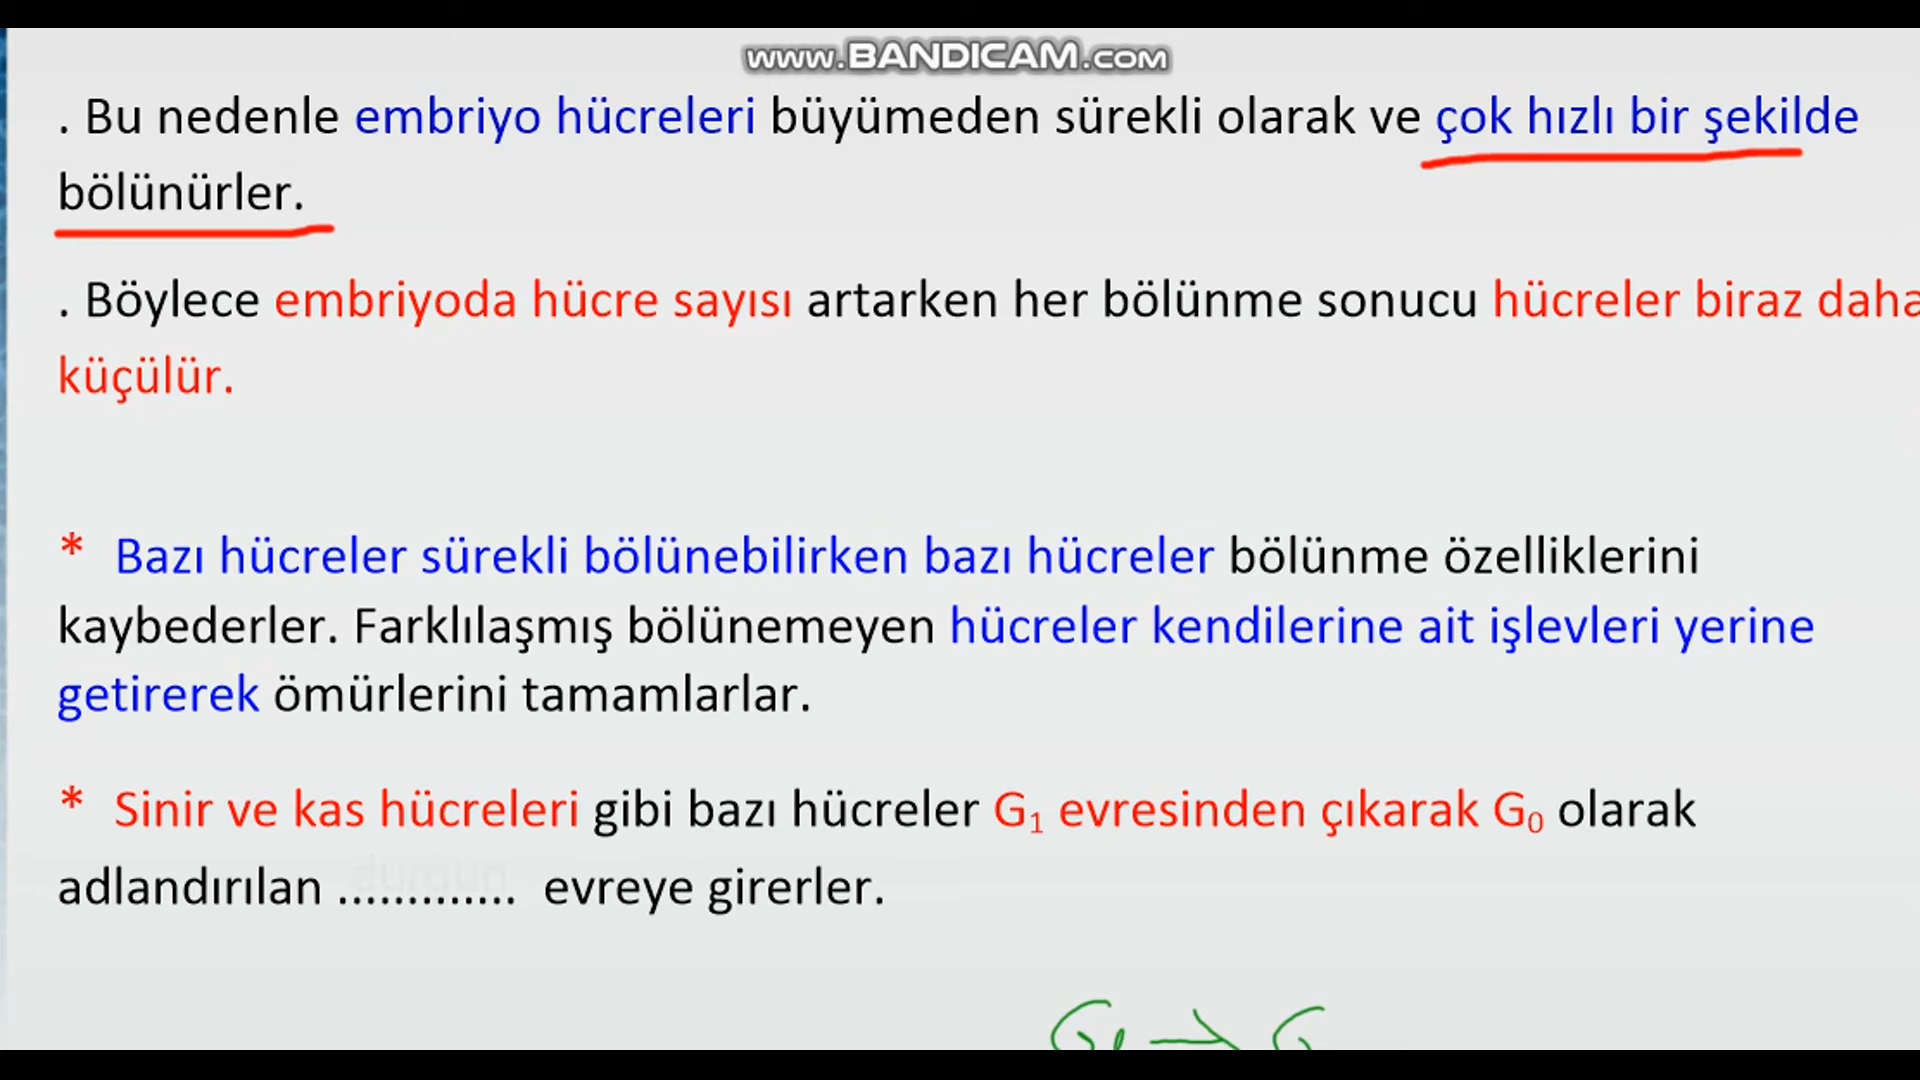 www.BANDICAM.com
. Bu nedenle embriyo hücreleri büyümeden sürekli olarak ve çok hızlı bir şekilde
bölünürler.
. Böylece embriyoda hücre sayısı artarken her bölünme sonucu hücreler biraz daha
küçülür.
* Bazı hücreler sürekli bölünebilirken bazı hücreler bölünme özelliklerini
kaybederler. Farklılaşmış bölünemeyen hücreler kendilerine ait işlevleri yerine
getirerek ömürlerini tamamlarlar.
* Sinir ve kas hücreleri gibi bazı hücreler G₁ evresinden çıkarak G₀ olarak
durgun
adlandırılan ............. evreye girerler.